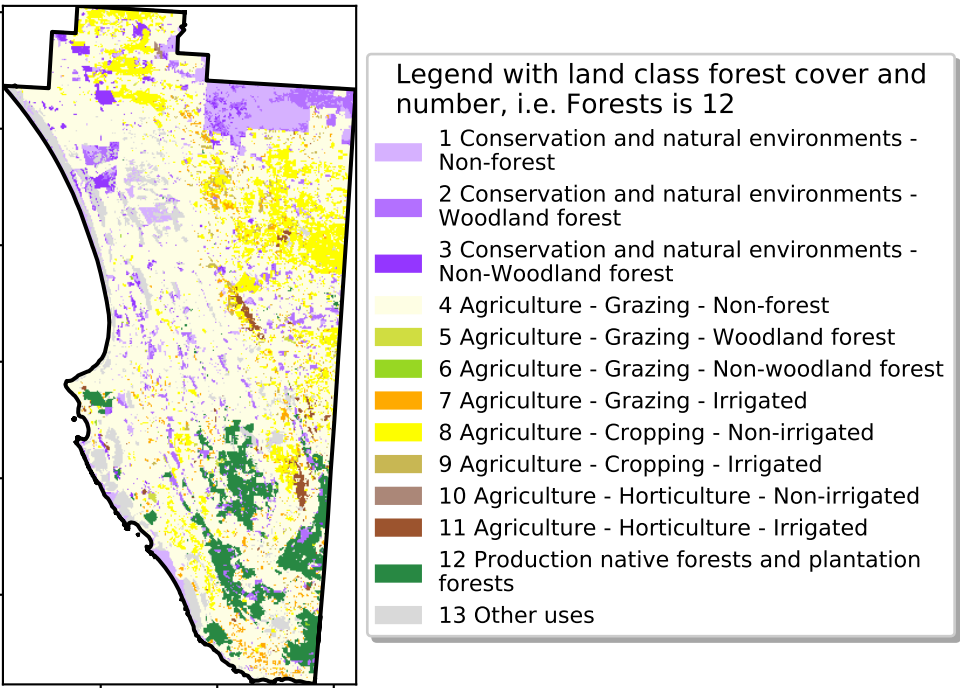 Legend with land class forest cover and
number, i.e. Forests is 12
1 Conservation and natural environments -
Non-forest
2 Conservation and natural environments -
Woodland forest
3 Conservation and natural environments -
Non-Woodland forest
4 Agriculture - Grazing - Non-forest
5 Agriculture - Grazing - Woodland forest
6 Agriculture - Grazing - Non-woodland forest
7 Agriculture - Grazing - Irrigated
8 Agriculture - Cropping - Non-irrigated
9 Agriculture - Cropping - Irrigated
10 Agriculture - Horticulture - Non-irrigated
11 Agriculture - Horticulture - Irrigated
12 Production native forests and plantation
forests
13 Other uses